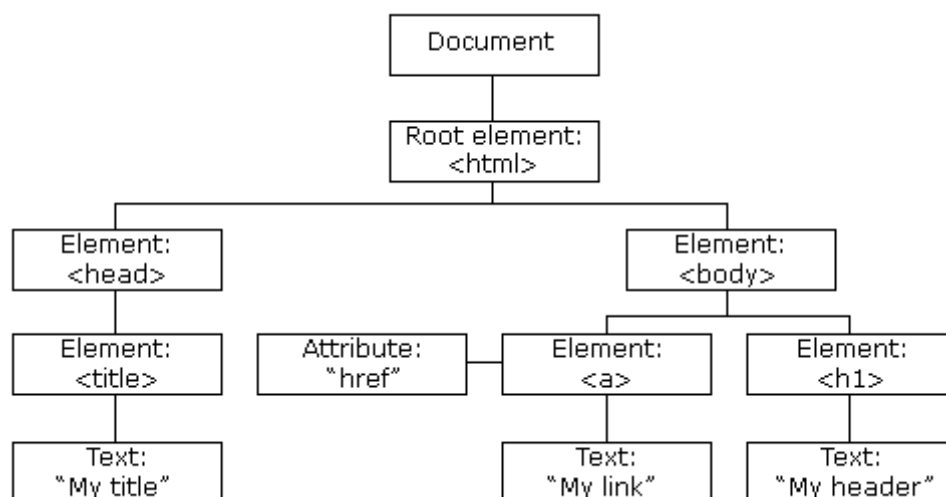 Document
Root element:
<html>
Element:
<head>
Element:
<body>
Element:
<title>
Attribute:
“href”
Element:
<a>
Element:
<h1>
Text:
“My title”
Text:
“My link”
Text:
“My header”